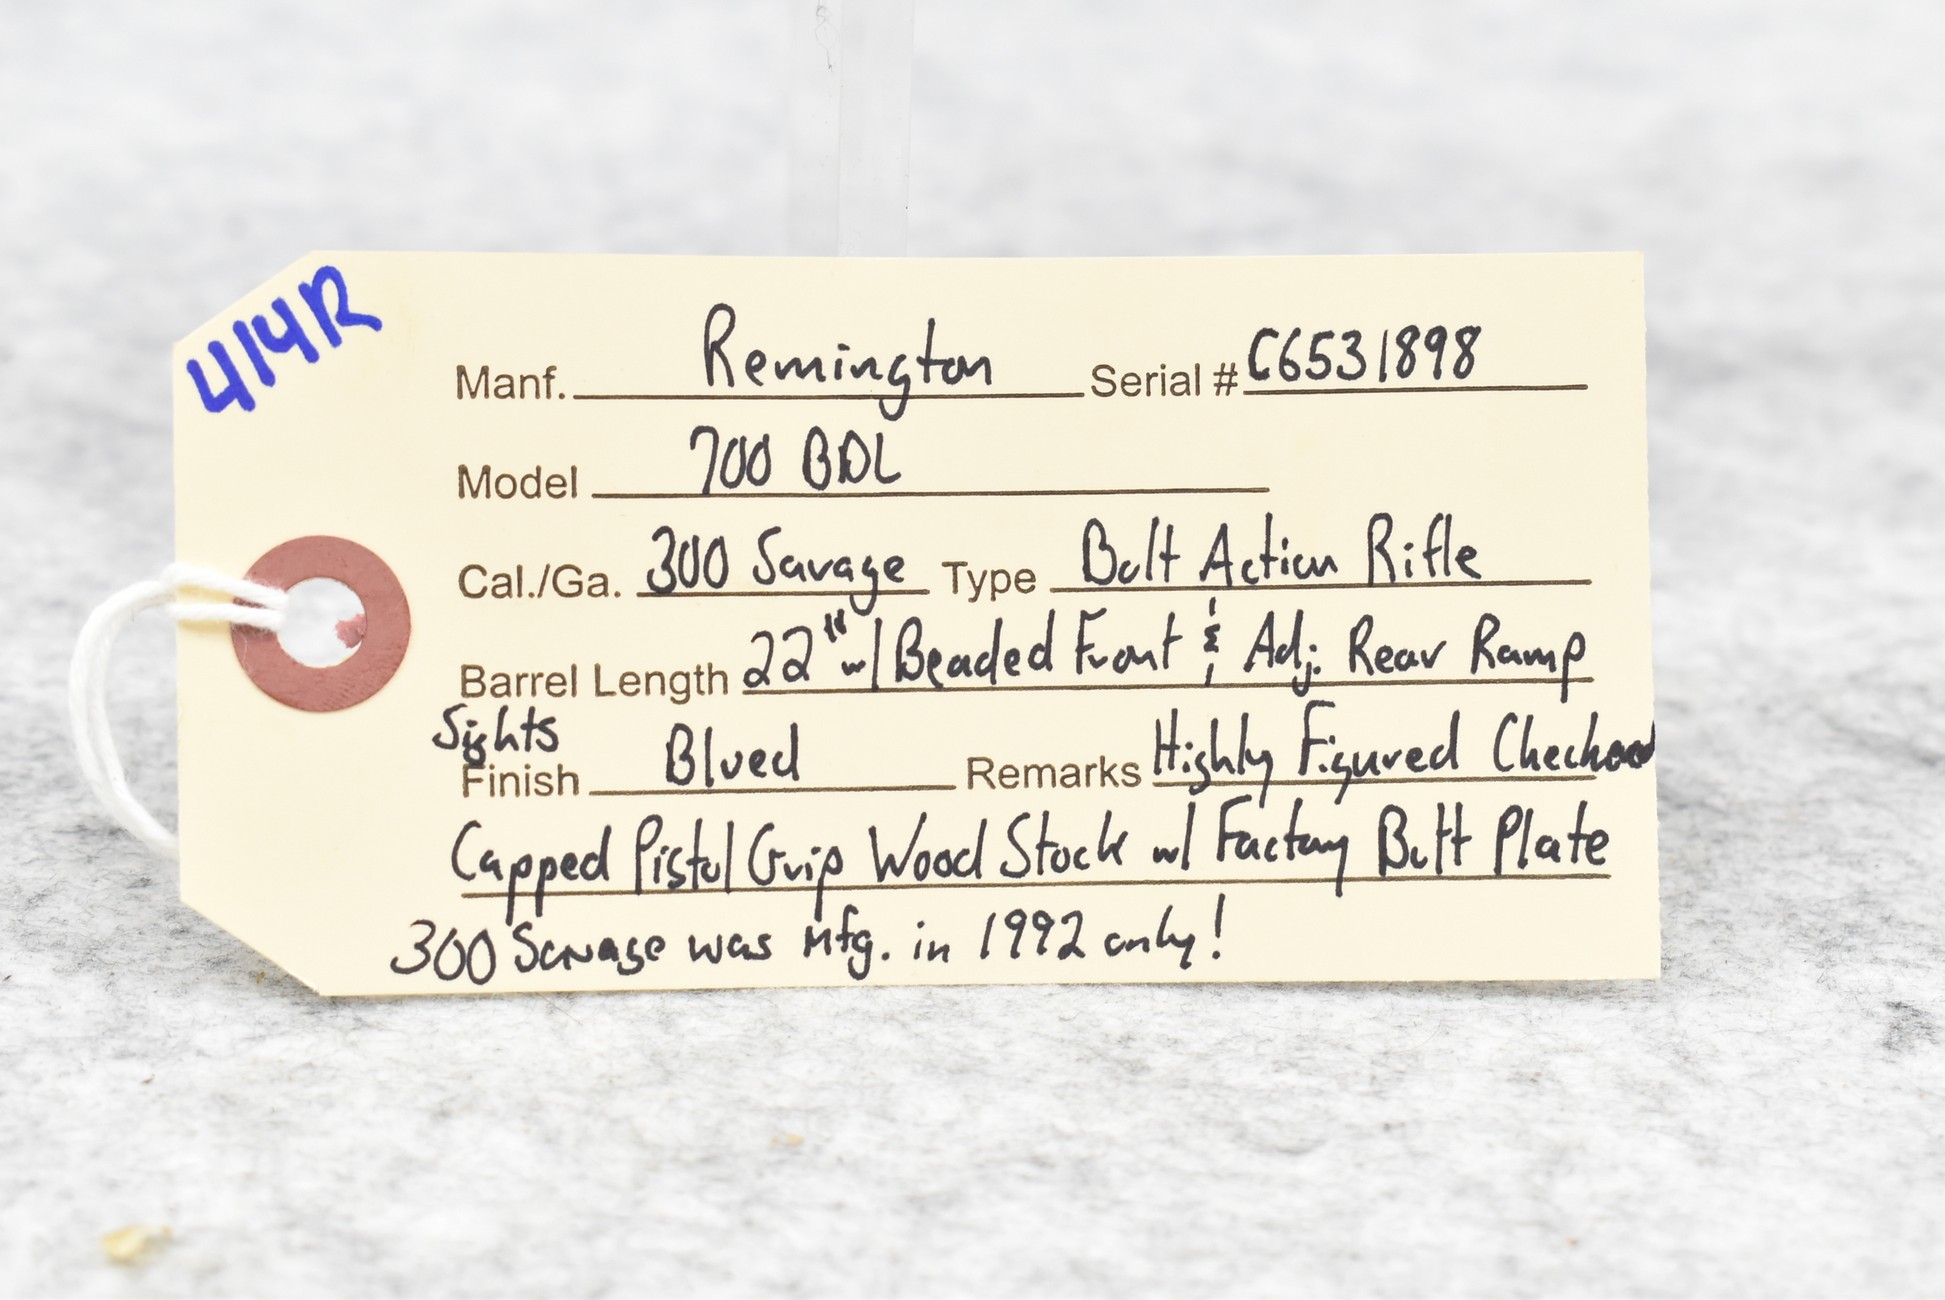 414R
Manf. Remington Serial # C6531898
Model 700 BDL
Cal./Ga. 300 Savage Type Bolt Action Rifle
Barrel Length 22" w/ Beaded Front & Adj. Rear Ramp
Sights
Finish Blued Remarks Highly Figured
Capped Pistol Grip Wood Stock w/ Factory Butt Plate
300 Savage was Mfg. in 1992 only!